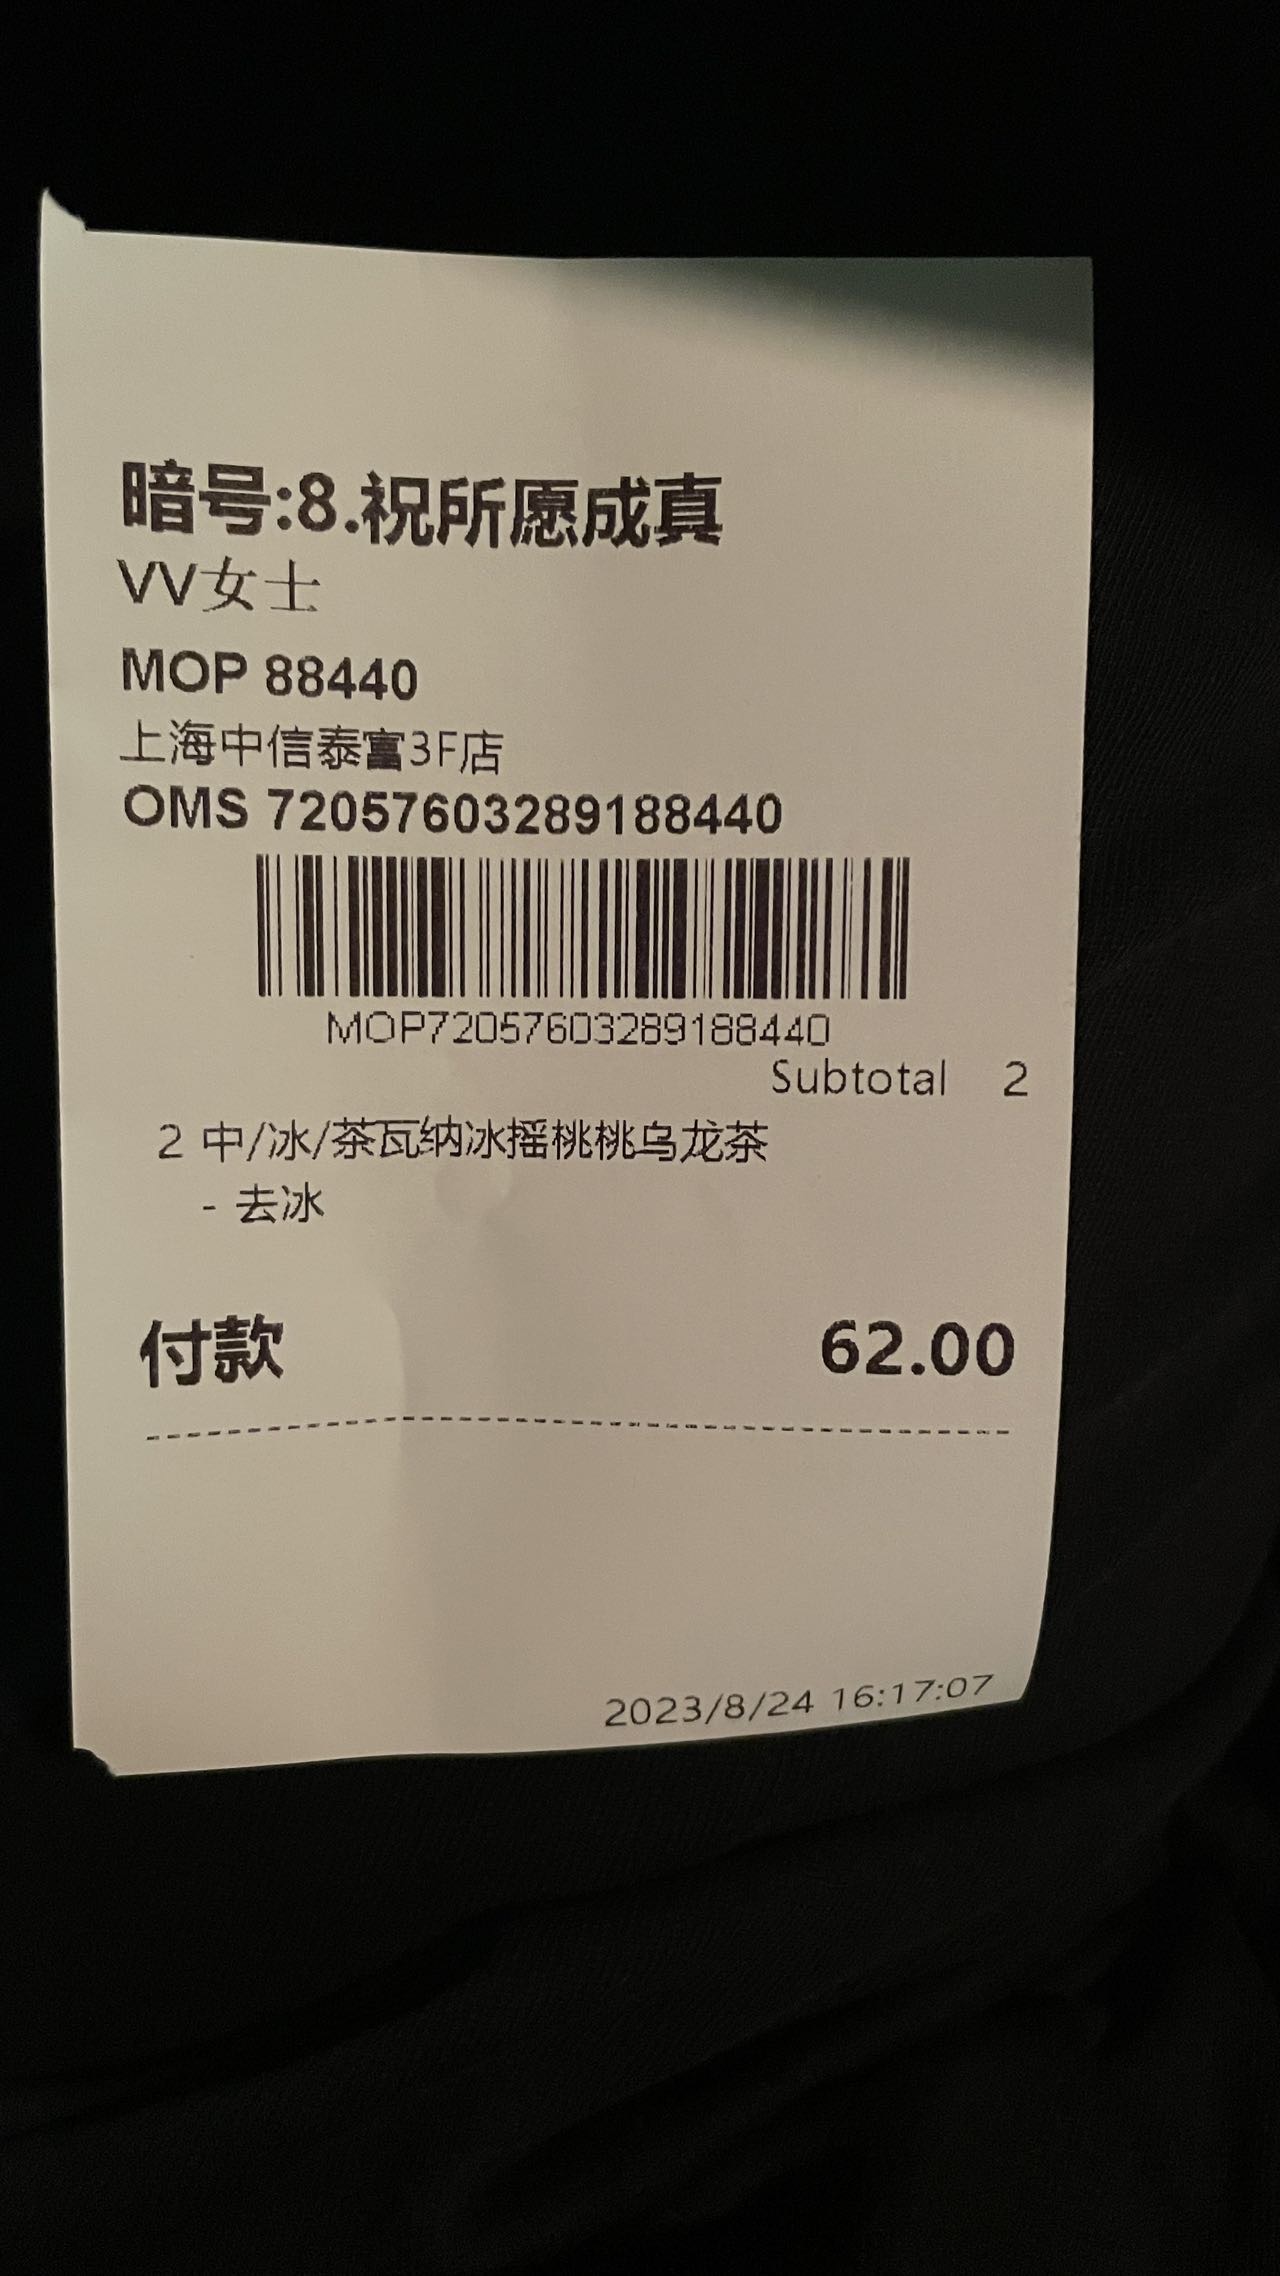 暗号:8.祝所愿成真
VV女士
MOP 88440
上海中信泰富3F店
OMS 72057603289188440
MOP72057603289188440
Subtotal 2
2 中/冰/茶瓦纳冰摇桃桃乌龙茶
- 去冰
付款 62.00
2023/8/24 16:17:07